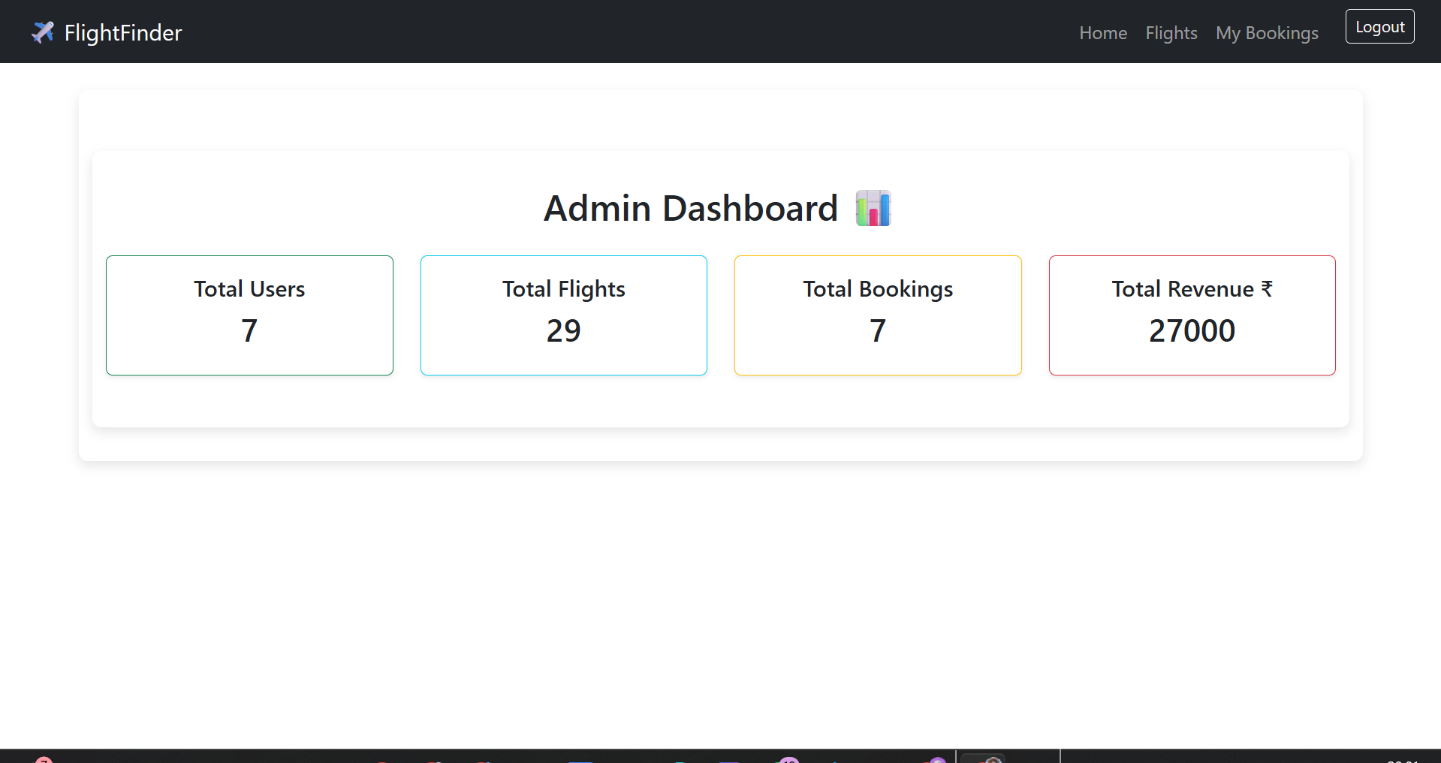 FlightFinder
Home Flights My Bookings Logout
Admin Dashboard
Total Users Total Flights Total Bookings Total Revenue ₹
7 29 7 27000